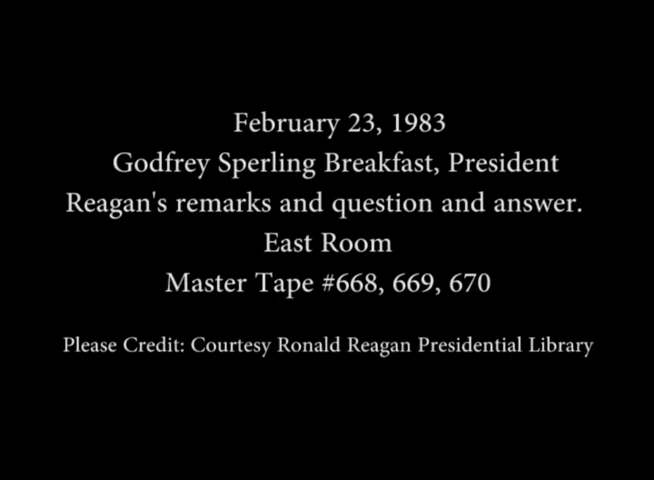 February 23, 1983
Godfrey Sperling Breakfast, President
Reagan's remarks and question and answer.
East Room
Master Tape #668, 669, 670
Please Credit: Courtesy Ronald Reagan Presidential Library